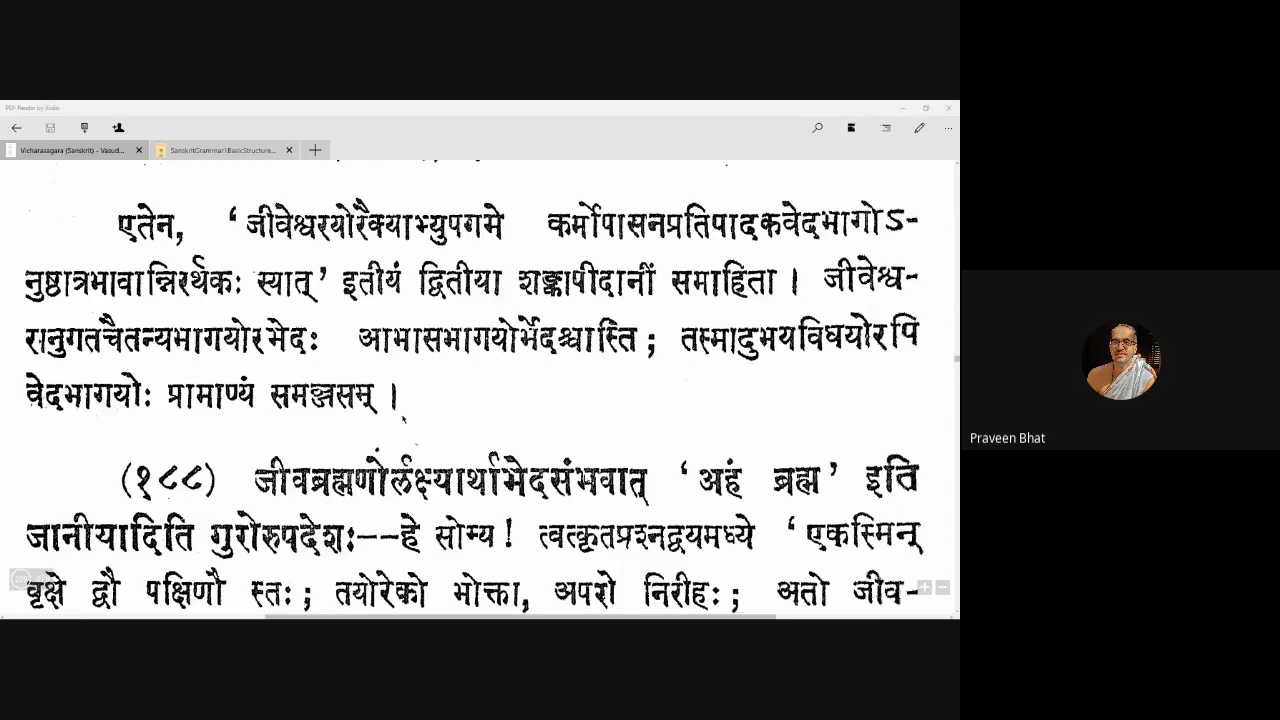 PDF Reader by Xodo
Vicharasagara (Sanskrit) - Vasud...
SanskritGrammar1BasicStructure...
एतेन, ‘जीवेश्वरयोरैक्याभ्युपगमे कर्मोपासनप्रतिपादकवेदभागोऽ-
नुष्ठात्रभावान्निरर्थकः स्यात्’ इतीयं द्वितीया शङ्कापीदानीं समाहिता । जीवेश्व-
रानुगतचैतन्यभागयोरभेदः आभासभागयोर्भेदश्चास्ति ; तस्मादुभयविधयोरपि
वेदभागयोः प्रामाण्यं समञ्जसम् ।
(१८८) जीवब्रह्मणोर्लक्ष्यार्थाभेदसंभवात् ‘अहं ब्रह्म’ इति
जानीयादिति गुरोरुपदेशः--हे सोम्य ! त्वत्कृतप्रश्नद्वयमध्ये ‘एकस्मिन्
वृक्षे द्वौ पक्षिणौ स्तः ; तयोरेको भोक्ता, अपरो निरीहः ; अतो जीव-
Praveen Bhat